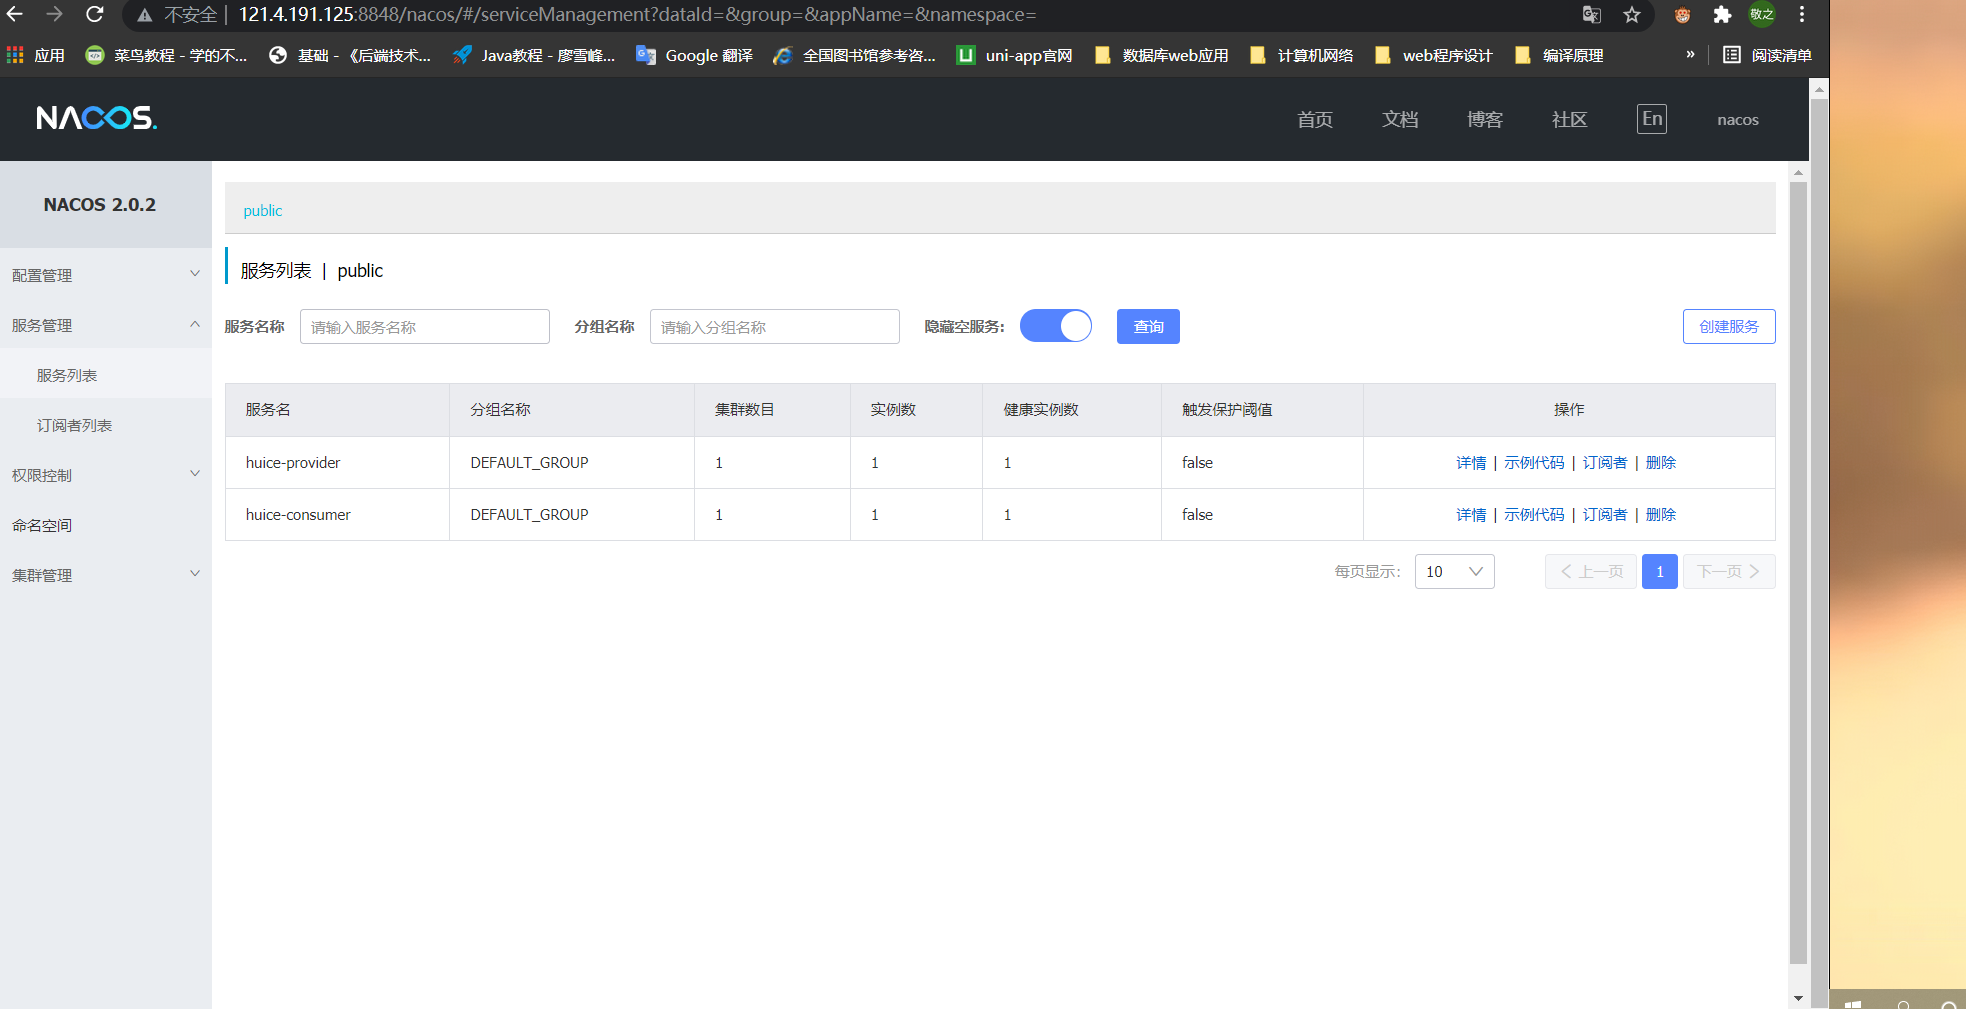 不安全 | 121.4.191.125:8848/nacos/#/serviceManagement?dataId=&group=&appName=&namespace= 敬之
应用 菜鸟教程 - 学的不... 基础 - 《后端技术... Java教程 - 廖雪峰... Google 翻译 全国图书馆参考咨... uni-app官网 数据库web应用 计算机网络 web程序设计 编译原理 » 阅读清单
NACOS. 首页 文档 博客 社区 En nacos
NACOS 2.0.2
配置管理
服务管理
服务列表
订阅者列表
权限控制
命名空间
集群管理
public
服务列表 | public
服务名称 请输入服务名称 分组名称 请输入分组名称 隐藏空服务: 查询 创建服务
服务名 分组名称 集群数目 实例数 健康实例数 触发保护阈值 操作
huice-provider DEFAULT_GROUP 1 1 1 false 详情 | 示例代码 | 订阅者 | 删除
huice-consumer DEFAULT_GROUP 1 1 1 false 详情 | 示例代码 | 订阅者 | 删除
每页显示: 10 上一页 1 下一页